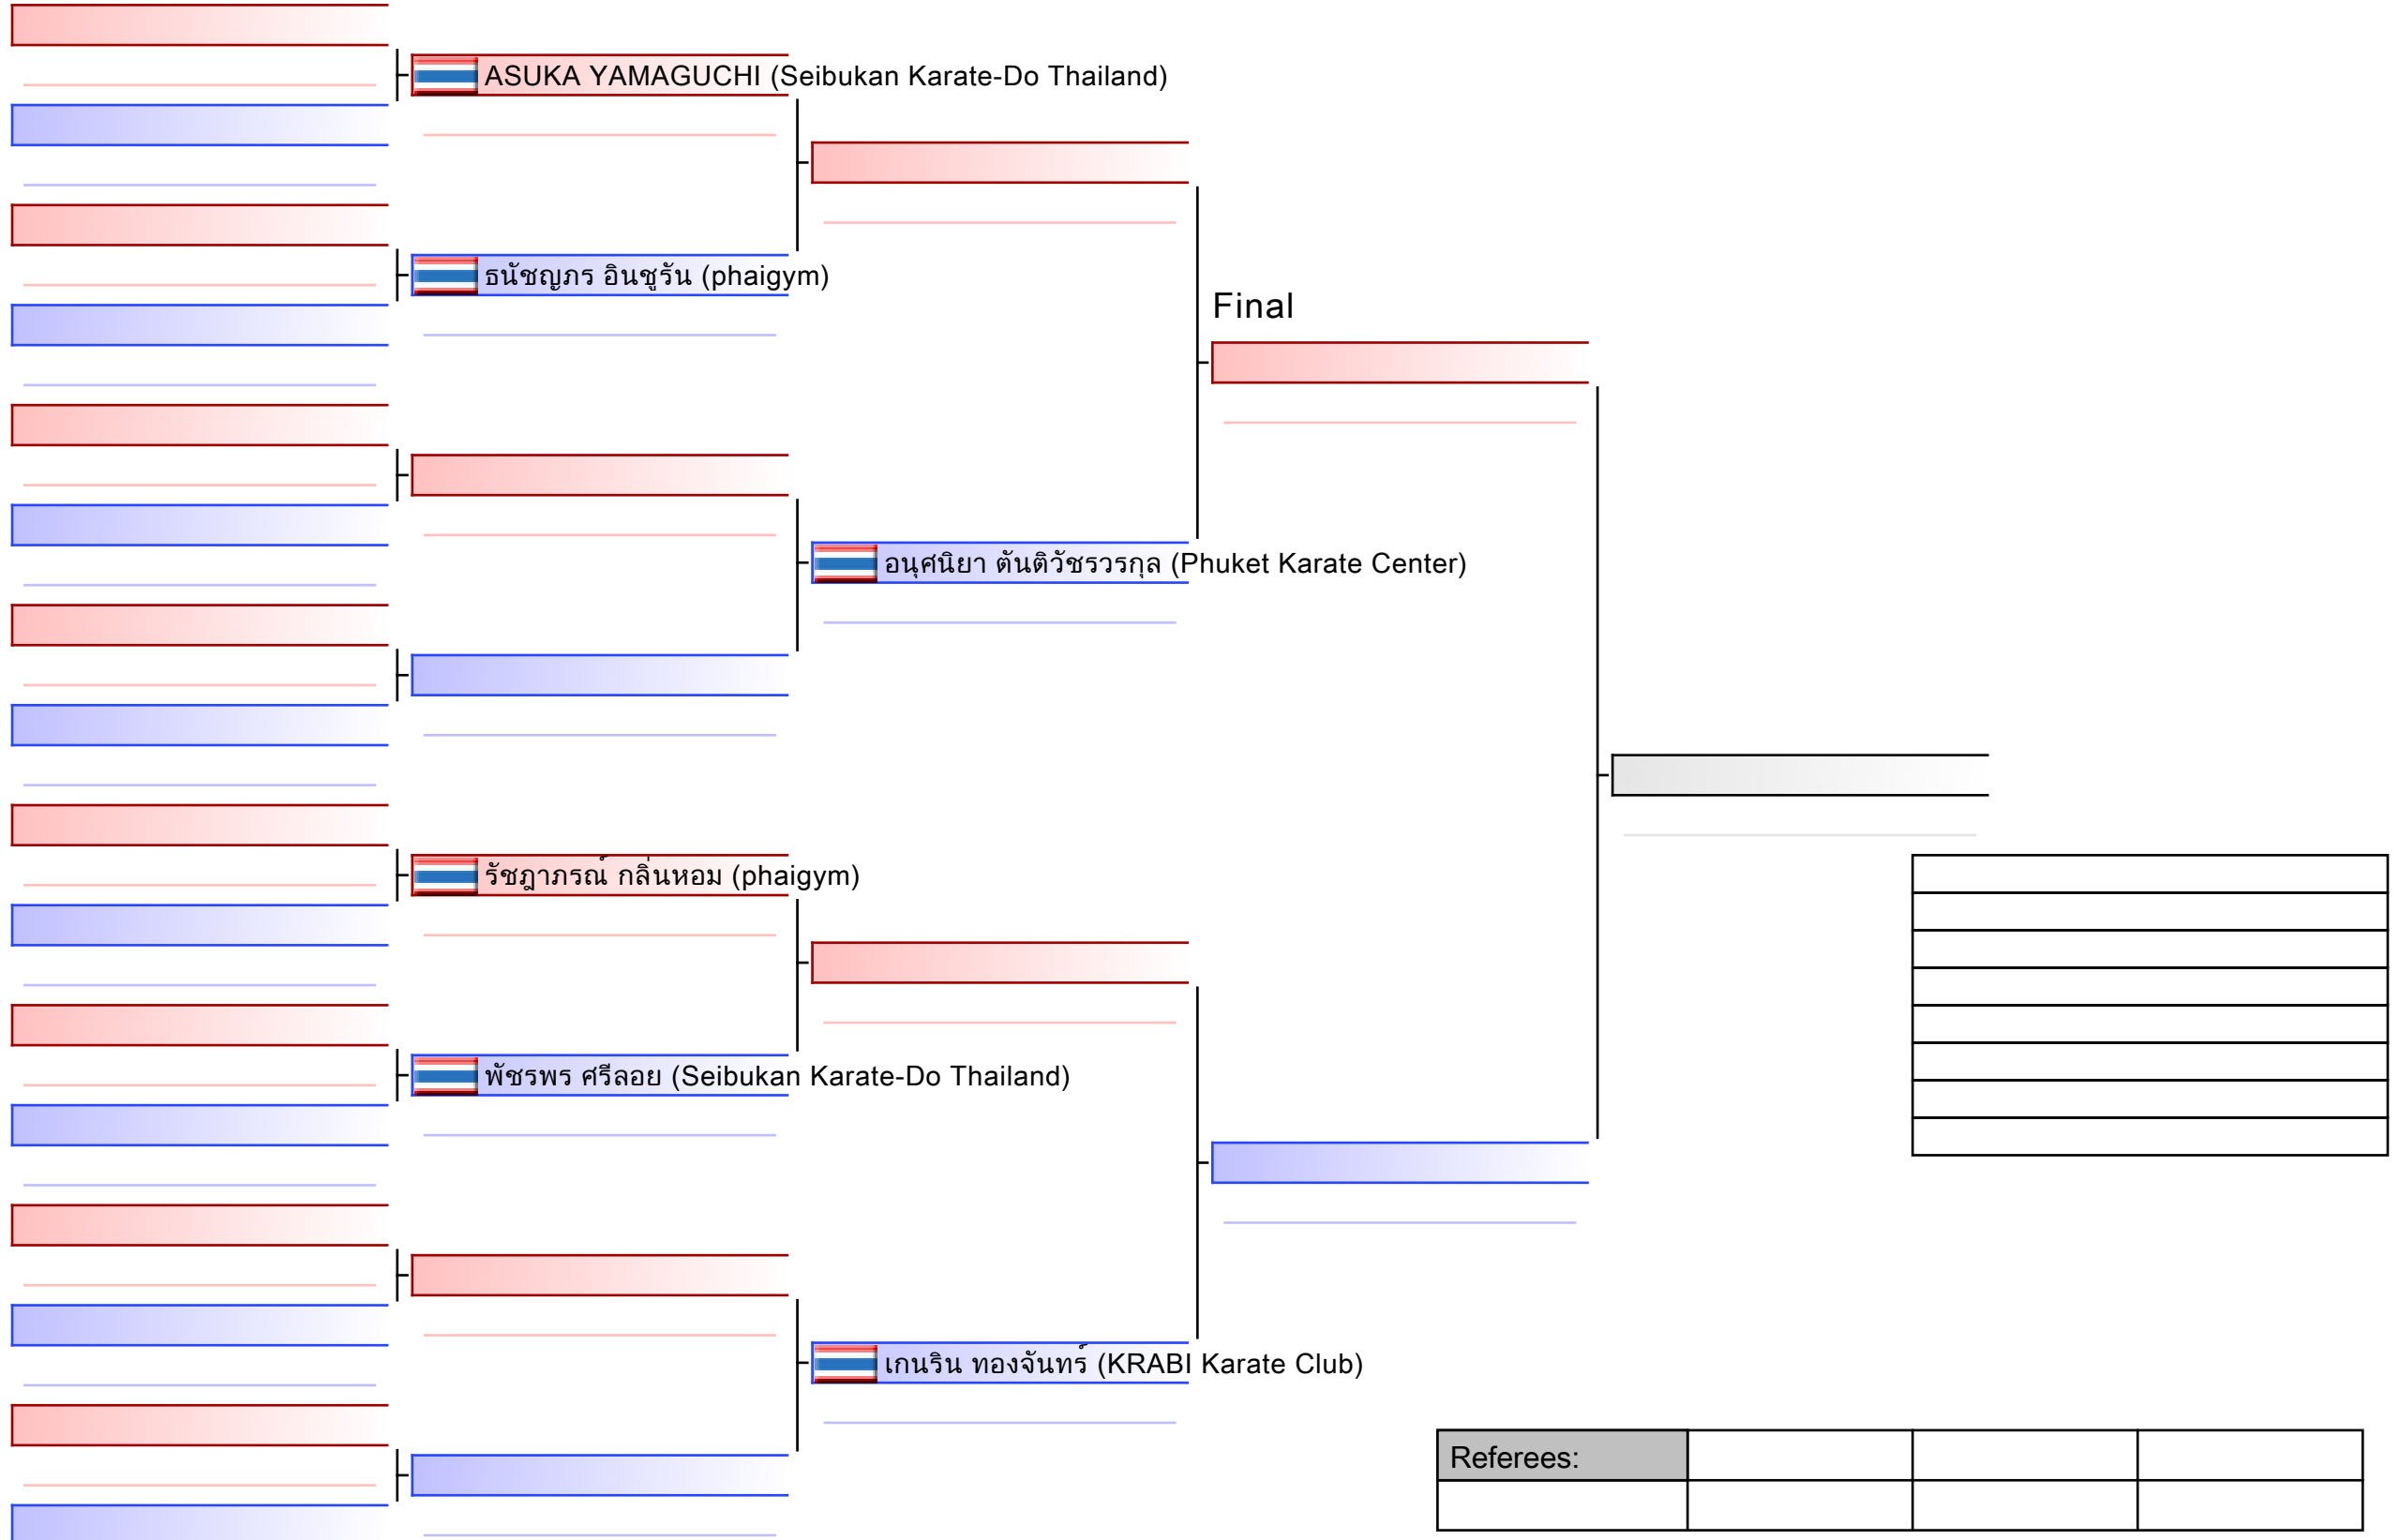 ASUKA YAMAGUCHI (Seibukan Karate-Do Thailand)
ธนัชญภร อินชูรัน (phaigym)
Final
อนุศนิยา ตันติวัชรวรกุล (Phuket Karate Center)
รัชฎาภรณ์ กลิ่นหอม (phaigym)
พัชรพร ศรีลอย (Seibukan Karate-Do Thailand)
เกนริน ทองจันทร์ (KRABI Karate Club)
Referees: